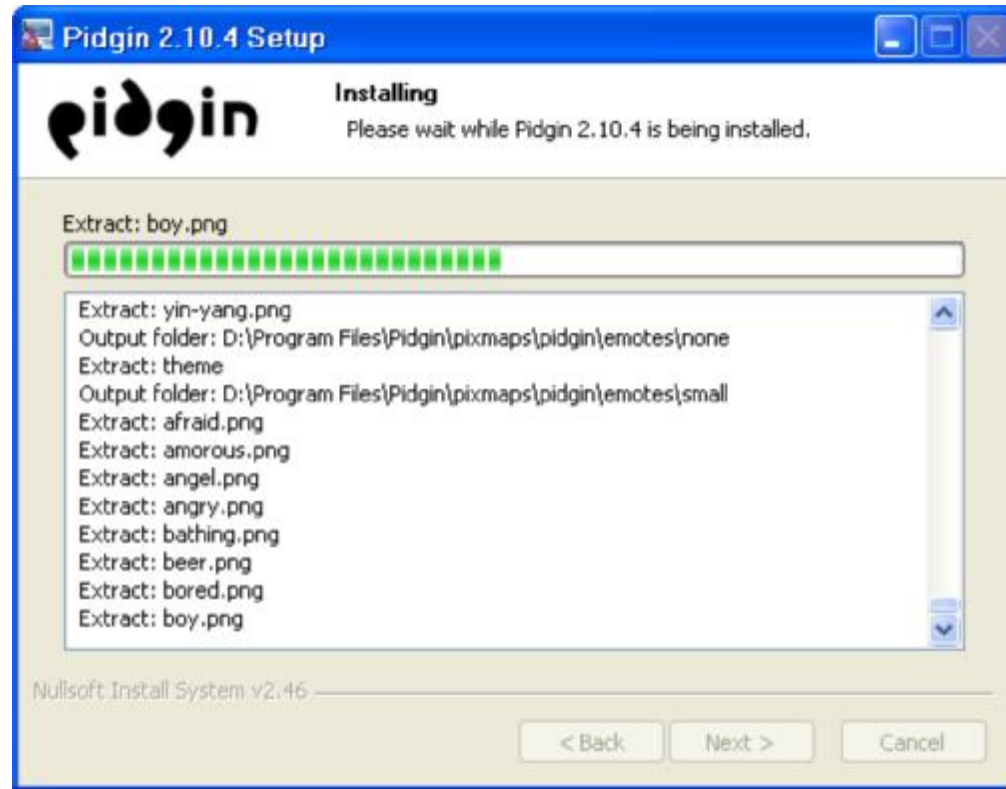 Pidgin 2.10.4 Setup
pidgin
Installing
Please wait while Pidgin 2.10.4 is being installed.
Extract: boy.png
Extract: yin-yang.png
Output folder: D:\Program Files\Pidgin\pixmaps\pidgin\emotes\none
Extract: theme
Output folder: D:\Program Files\Pidgin\pixmaps\pidgin\emotes\small
Extract: afraid.png
Extract: amorous.png
Extract: angel.png
Extract: angry.png
Extract: bathing.png
Extract: beer.png
Extract: bored.png
Extract: boy.png
Nullsoft Install System v2.46
< Back Next > Cancel